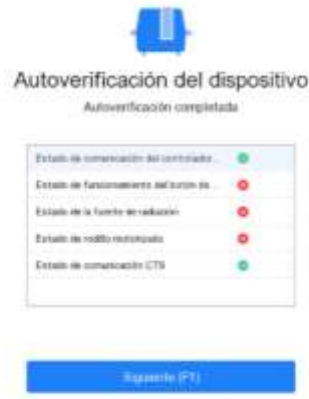 Autoverificación del dispositivo
Autoverificación completada
Estado de comunicación del controlador...
Estado de funcionamiento del botón de...
Estado de la fuente de radiación
Estado de rodillo motorizado
Estado de comunicación CTS
Siguiente (F1)